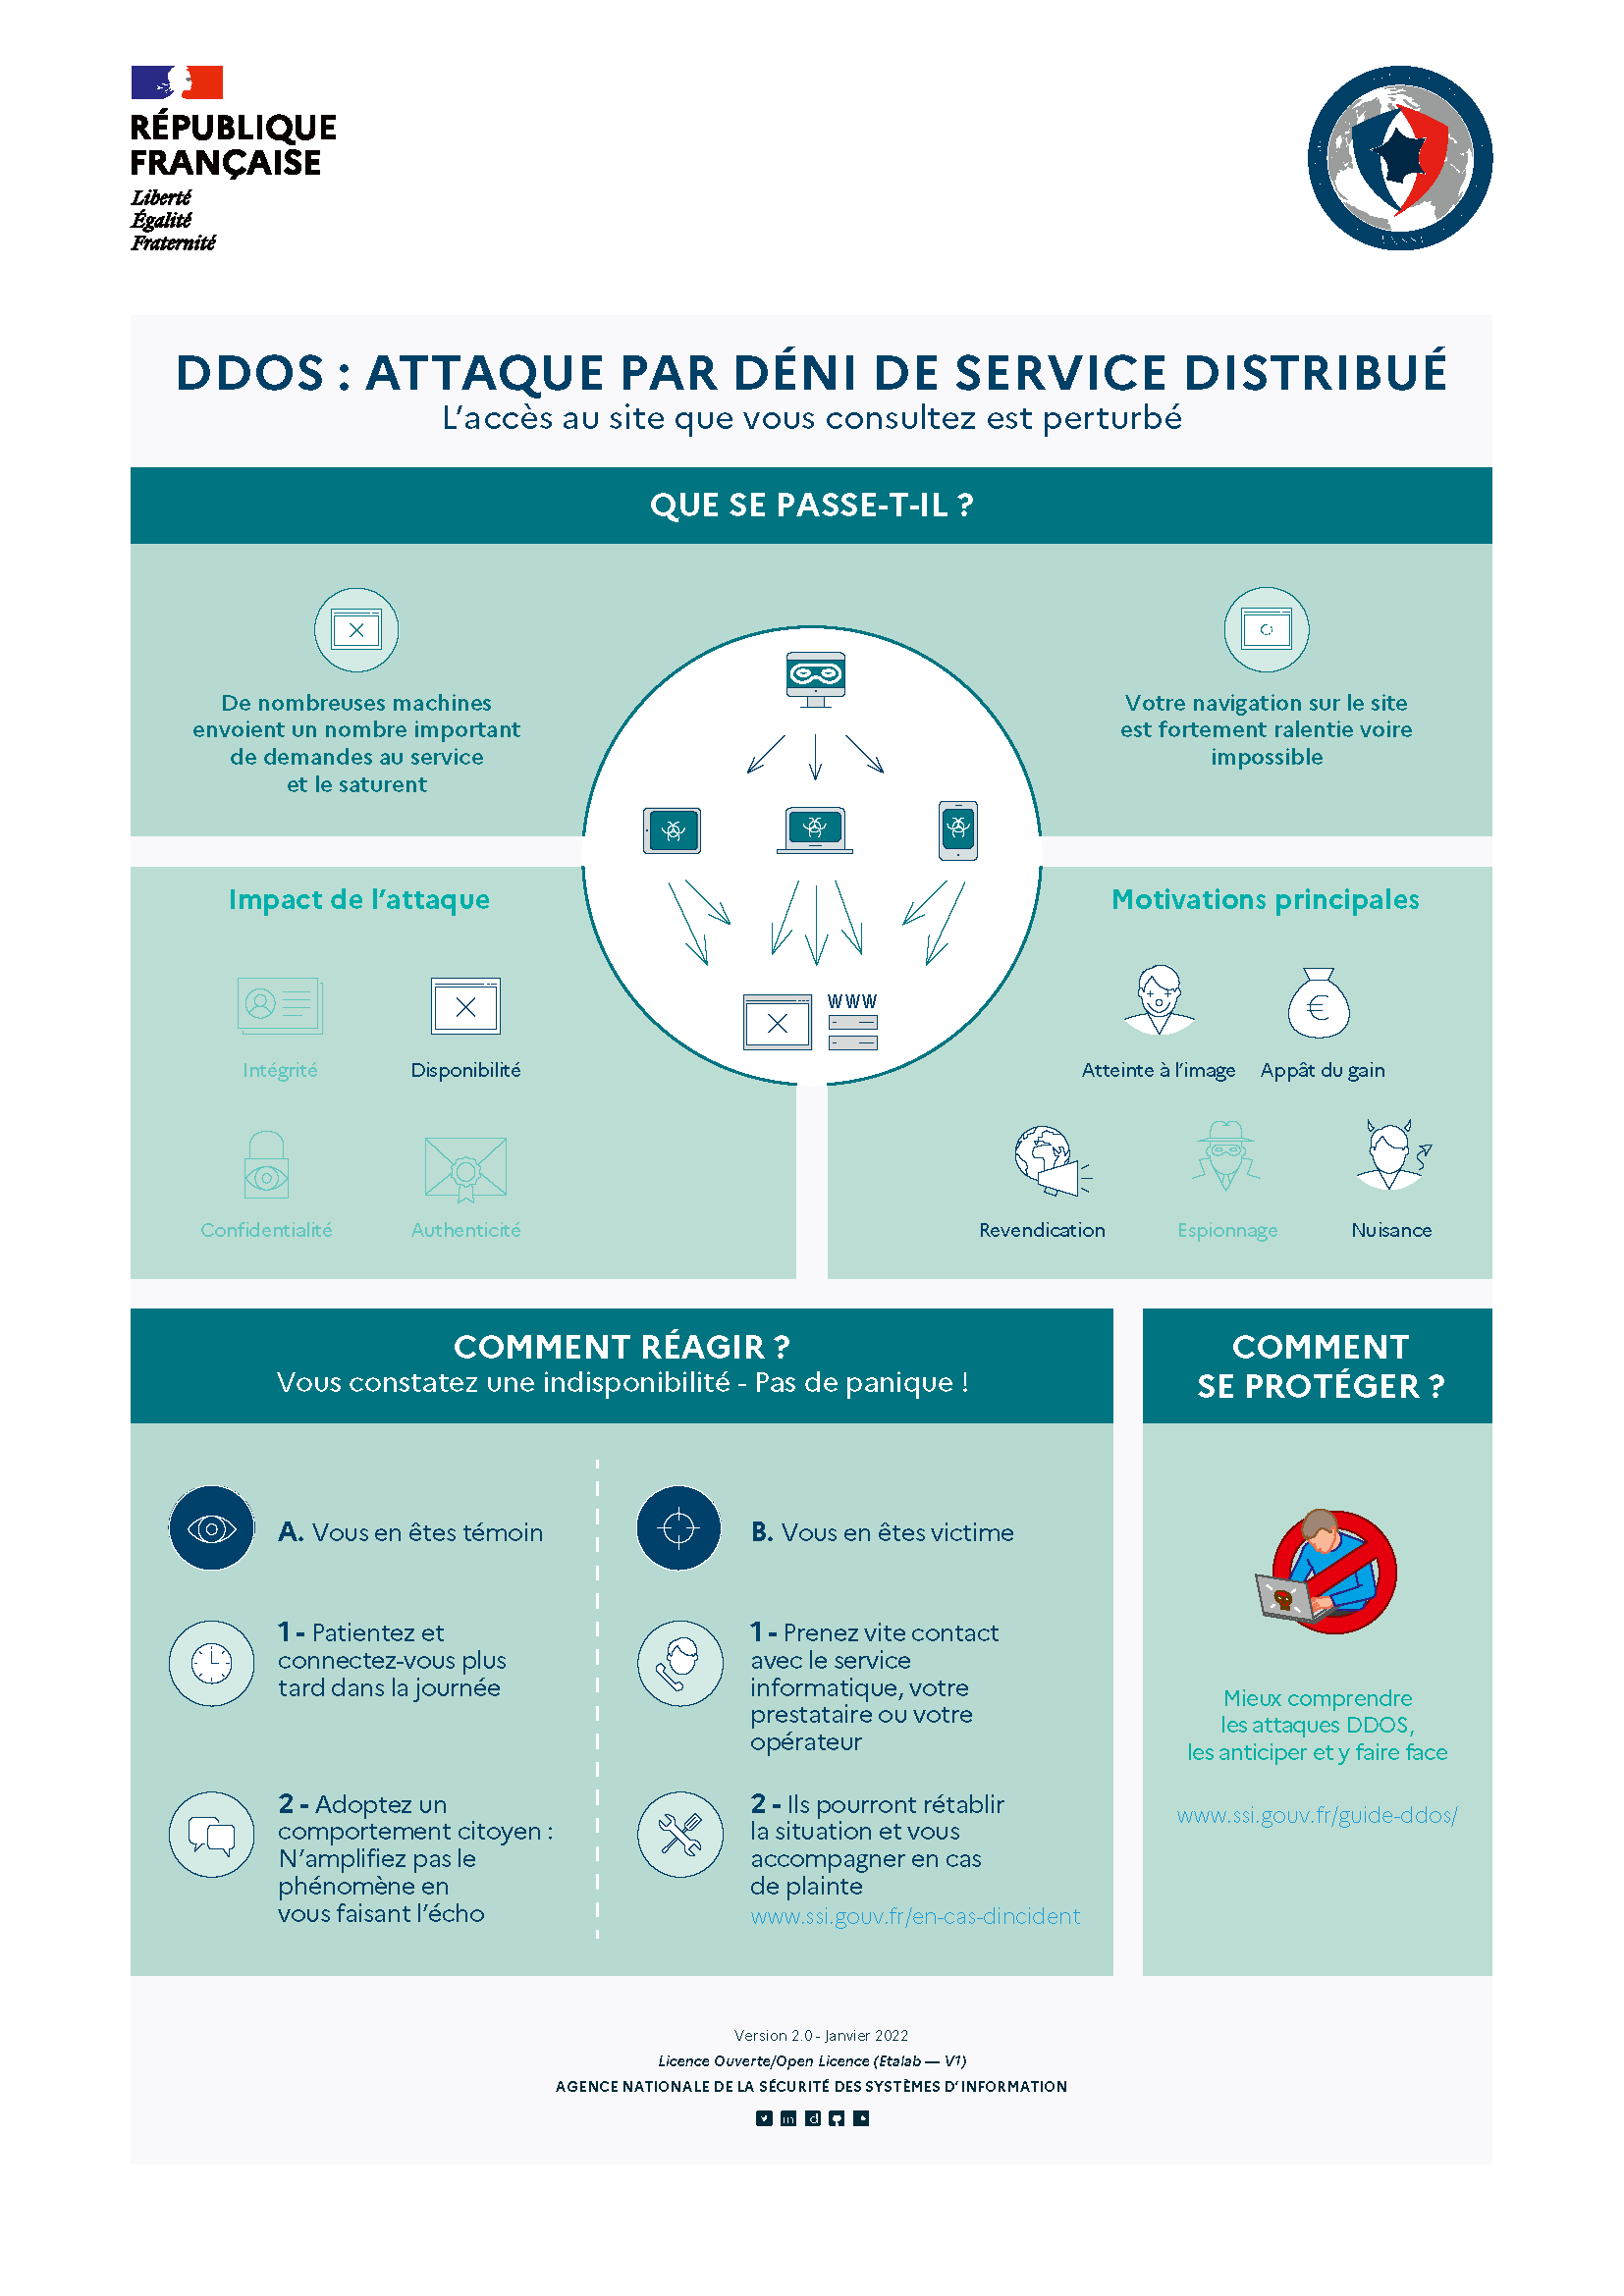 RÉPUBLIQUE
FRANÇAISE
Liberté
Égalité
Fraternité
DDOS : ATTAQUE PAR DÉNI DE SERVICE DISTRIBUÉ
L'accès au site que vous consultez est perturbé
QUE SE PASSE-T-IL ?
De nombreuses machines
envoient un nombre important
de demandes au service
et le saturent
Votre navigation sur le site
est fortement ralentie voire
impossible
WWW
Impact de l'attaque
Intégrité
Disponibilité
Confidentialité
Authenticité
Motivations principales
Atteinte à l'image
Appât du gain
Revendication
Espionnage
Nuisance
COMMENT RÉAGIR ?
Vous constatez une indisponibilité - Pas de panique !
A. Vous en êtes témoin
1 - Patientez et
connectez-vous plus
tard dans la journée
2 - Adoptez un
comportement citoyen :
N'amplifiez pas le
phénomène en
vous faisant l'écho
B. Vous en êtes victime
1 - Prenez vite contact
avec le service
informatique, votre
prestataire ou votre
opérateur
2 - Ils pourront rétablir
la situation et vous
accompagner en cas
de plainte
www.ssi.gouv.fr/en-cas-dincident
COMMENT
SE PROTÉGER ?
Mieux comprendre
les attaques DDOS,
les anticiper et y faire face
www.ssi.gouv.fr/guide-ddos/
Version 2.0 - Janvier 2022
Licence Ouverte/Open Licence (Etalab — V1)
AGENCE NATIONALE DE LA SÉCURITÉ DES SYSTÈMES D'INFORMATION